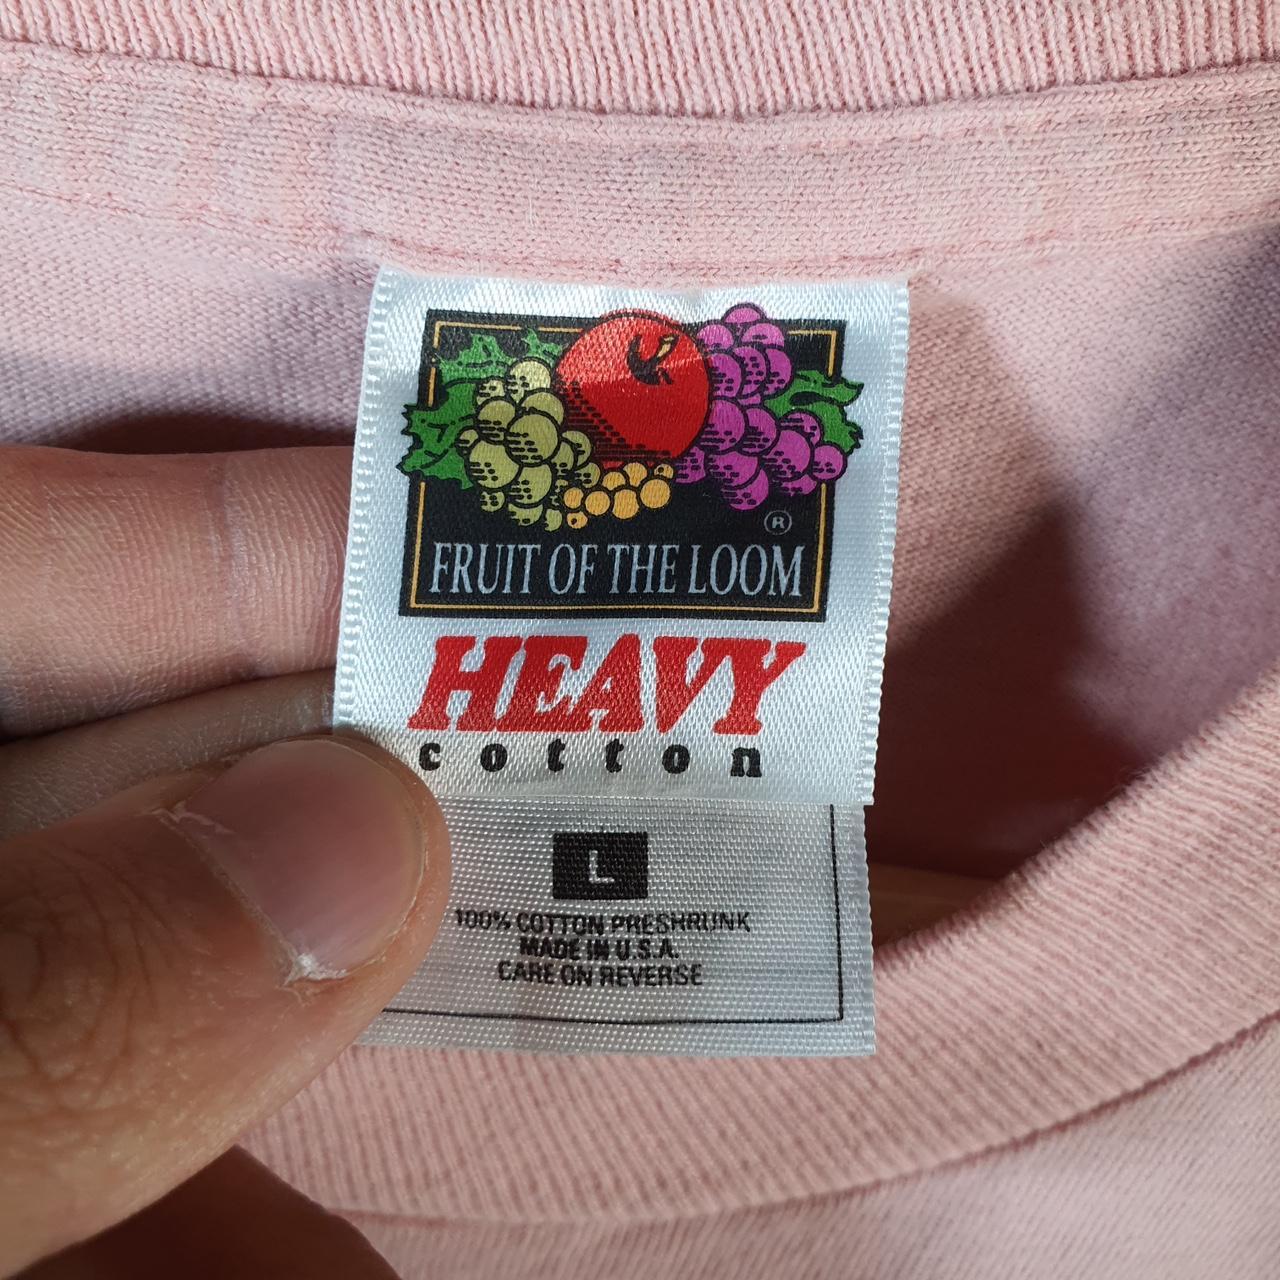 ®
FRUIT OF THE LOOM
HEAVY
cotton
L
100% COTTON PRESHRUNK
MADE IN U.S.A.
CARE ON REVERSE